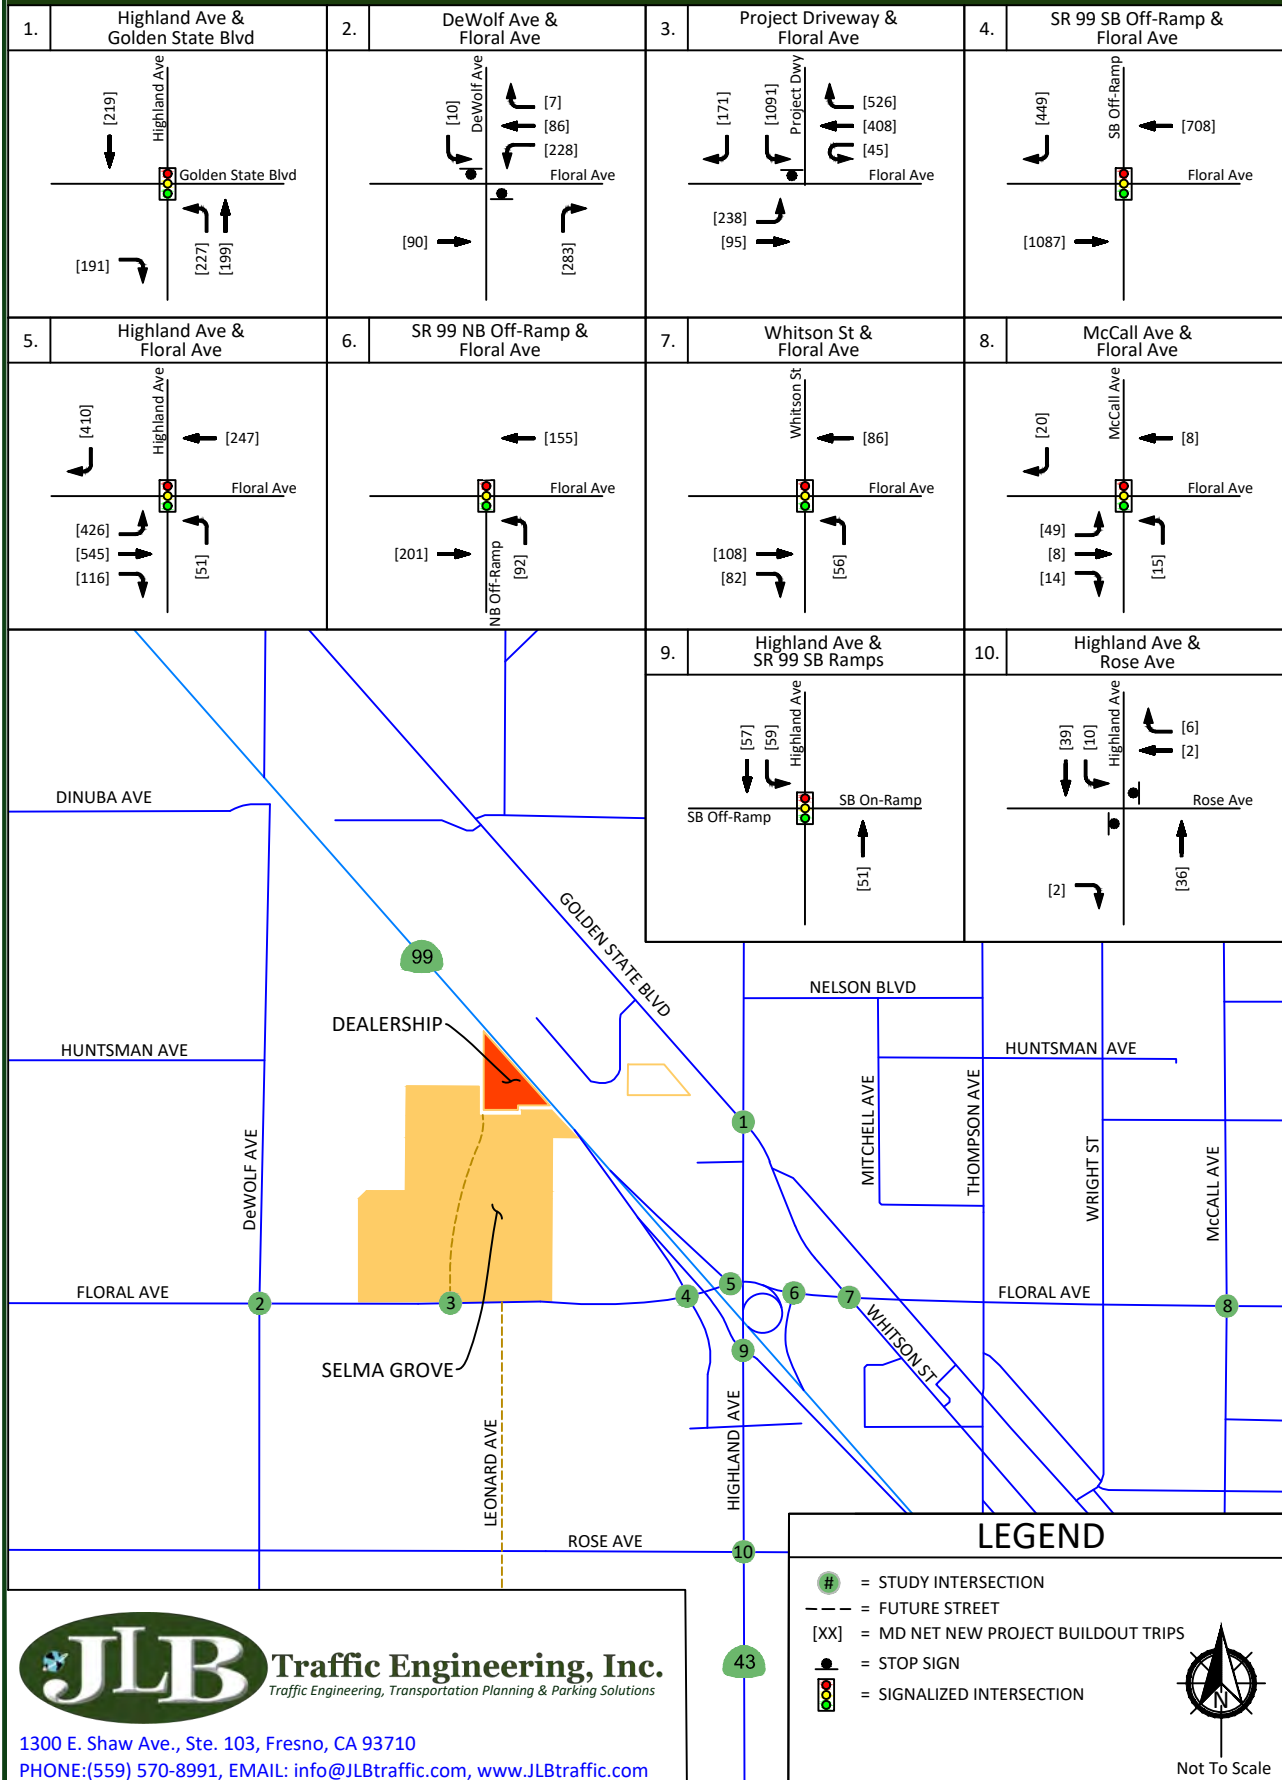 1.
Highland Ave &
Golden State Blvd
[219]
Highland Ave
Golden State Blvd
[191]
[227]
[199]
2.
DeWolf Ave &
Floral Ave
[10]
DeWolf Ave
[7]
[86]
[228]
Floral Ave
[90]
[283]
3.
Project Driveway &
Floral Ave
[171]
[1091]
Project Dwy
[526]
[408]
[45]
Floral Ave
[238]
[95]
4.
SR 99 SB Off-Ramp &
Floral Ave
[449]
SB Off-Ramp
[708]
Floral Ave
[1087]
5.
Highland Ave &
Floral Ave
[410]
Highland Ave
[247]
Floral Ave
[426]
[545]
[116]
[51]
6.
SR 99 NB Off-Ramp &
Floral Ave
[155]
Floral Ave
[201]
NB Off-Ramp
[92]
7.
Whitson St &
Floral Ave
Whitson St
[86]
Floral Ave
[108]
[82]
[56]
8.
McCall Ave &
Floral Ave
[20]
McCall Ave
[8]
Floral Ave
[49]
[8]
[14]
[15]
9.
Highland Ave &
SR 99 SB Ramps
[57]
[59]
Highland Ave
SB On-Ramp
SB Off-Ramp
[51]
10.
Highland Ave &
Rose Ave
[39]
[10]
Highland Ave
[6]
[2]
Rose Ave
[2]
[36]
DINUBA AVE
GOLDEN STATE BLVD
99
NELSON BLVD
DEALERSHIP
HUNTSMAN AVE
HUNTSMAN AVE
MITCHELL AVE
THOMPSON AVE
WRIGHT ST
McCALL AVE
DeWOLF AVE
1
FLORAL AVE
2
3
4
5
6
7
FLORAL AVE
8
WHITSON ST
9
SELMA GROVE
HIGHLAND AVE
LEONARD AVE
ROSE AVE
10
43
LEGEND
# = STUDY INTERSECTION
= FUTURE STREET
[XX] = MD NET NEW PROJECT BUILDOUT TRIPS
= STOP SIGN
= SIGNALIZED INTERSECTION
N
Not To Scale
JLB
Traffic Engineering, Inc.
Traffic Engineering, Transportation Planning & Parking Solutions
1300 E. Shaw Ave., Ste. 103, Fresno, CA 93710
PHONE:(559) 570-8991, EMAIL: info@JLBtraffic.com, www.JLBtraffic.com